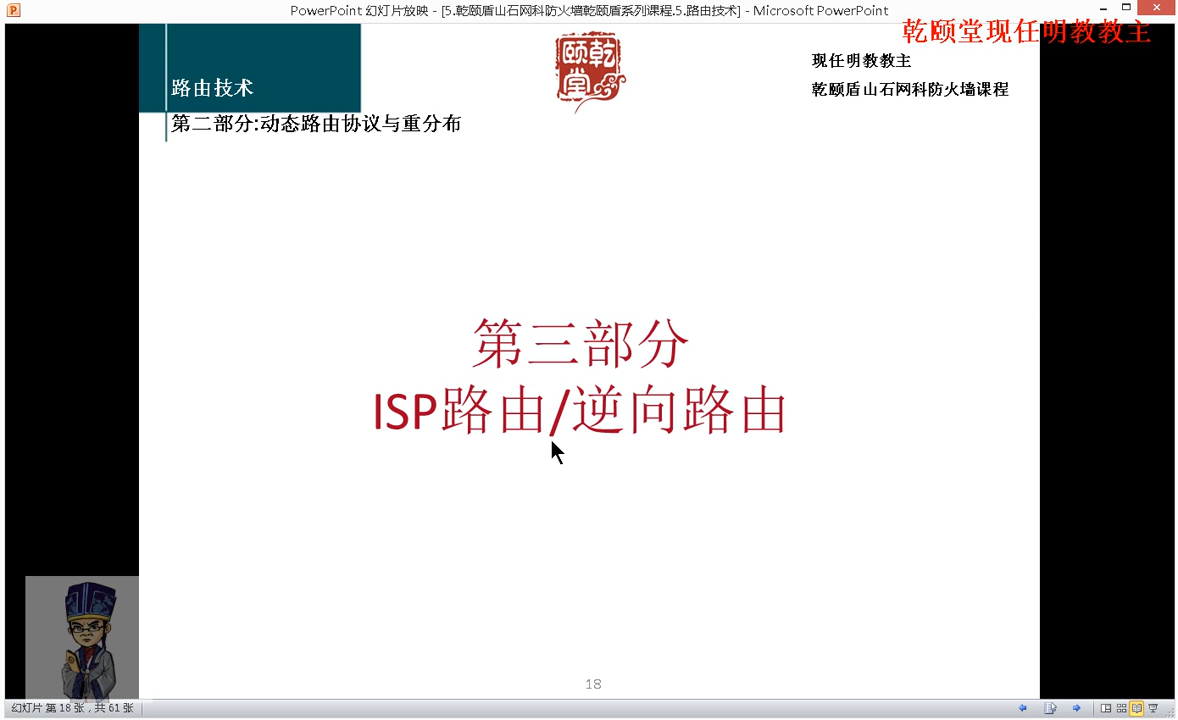 PowerPoint 幻灯片放映 - [5.乾颐盾山石网科防火墙乾颐盾系列课程.5.路由技术] - Microsoft PowerPoint
乾颐堂现任明教教主
现任明教教主
乾颐盾山石网科防火墙课程
路由技术
第二部分:动态路由协议与重分布
颐乾
堂
第三部分
ISP路由/逆向路由
18
幻灯片 第 18 张，共 61 张